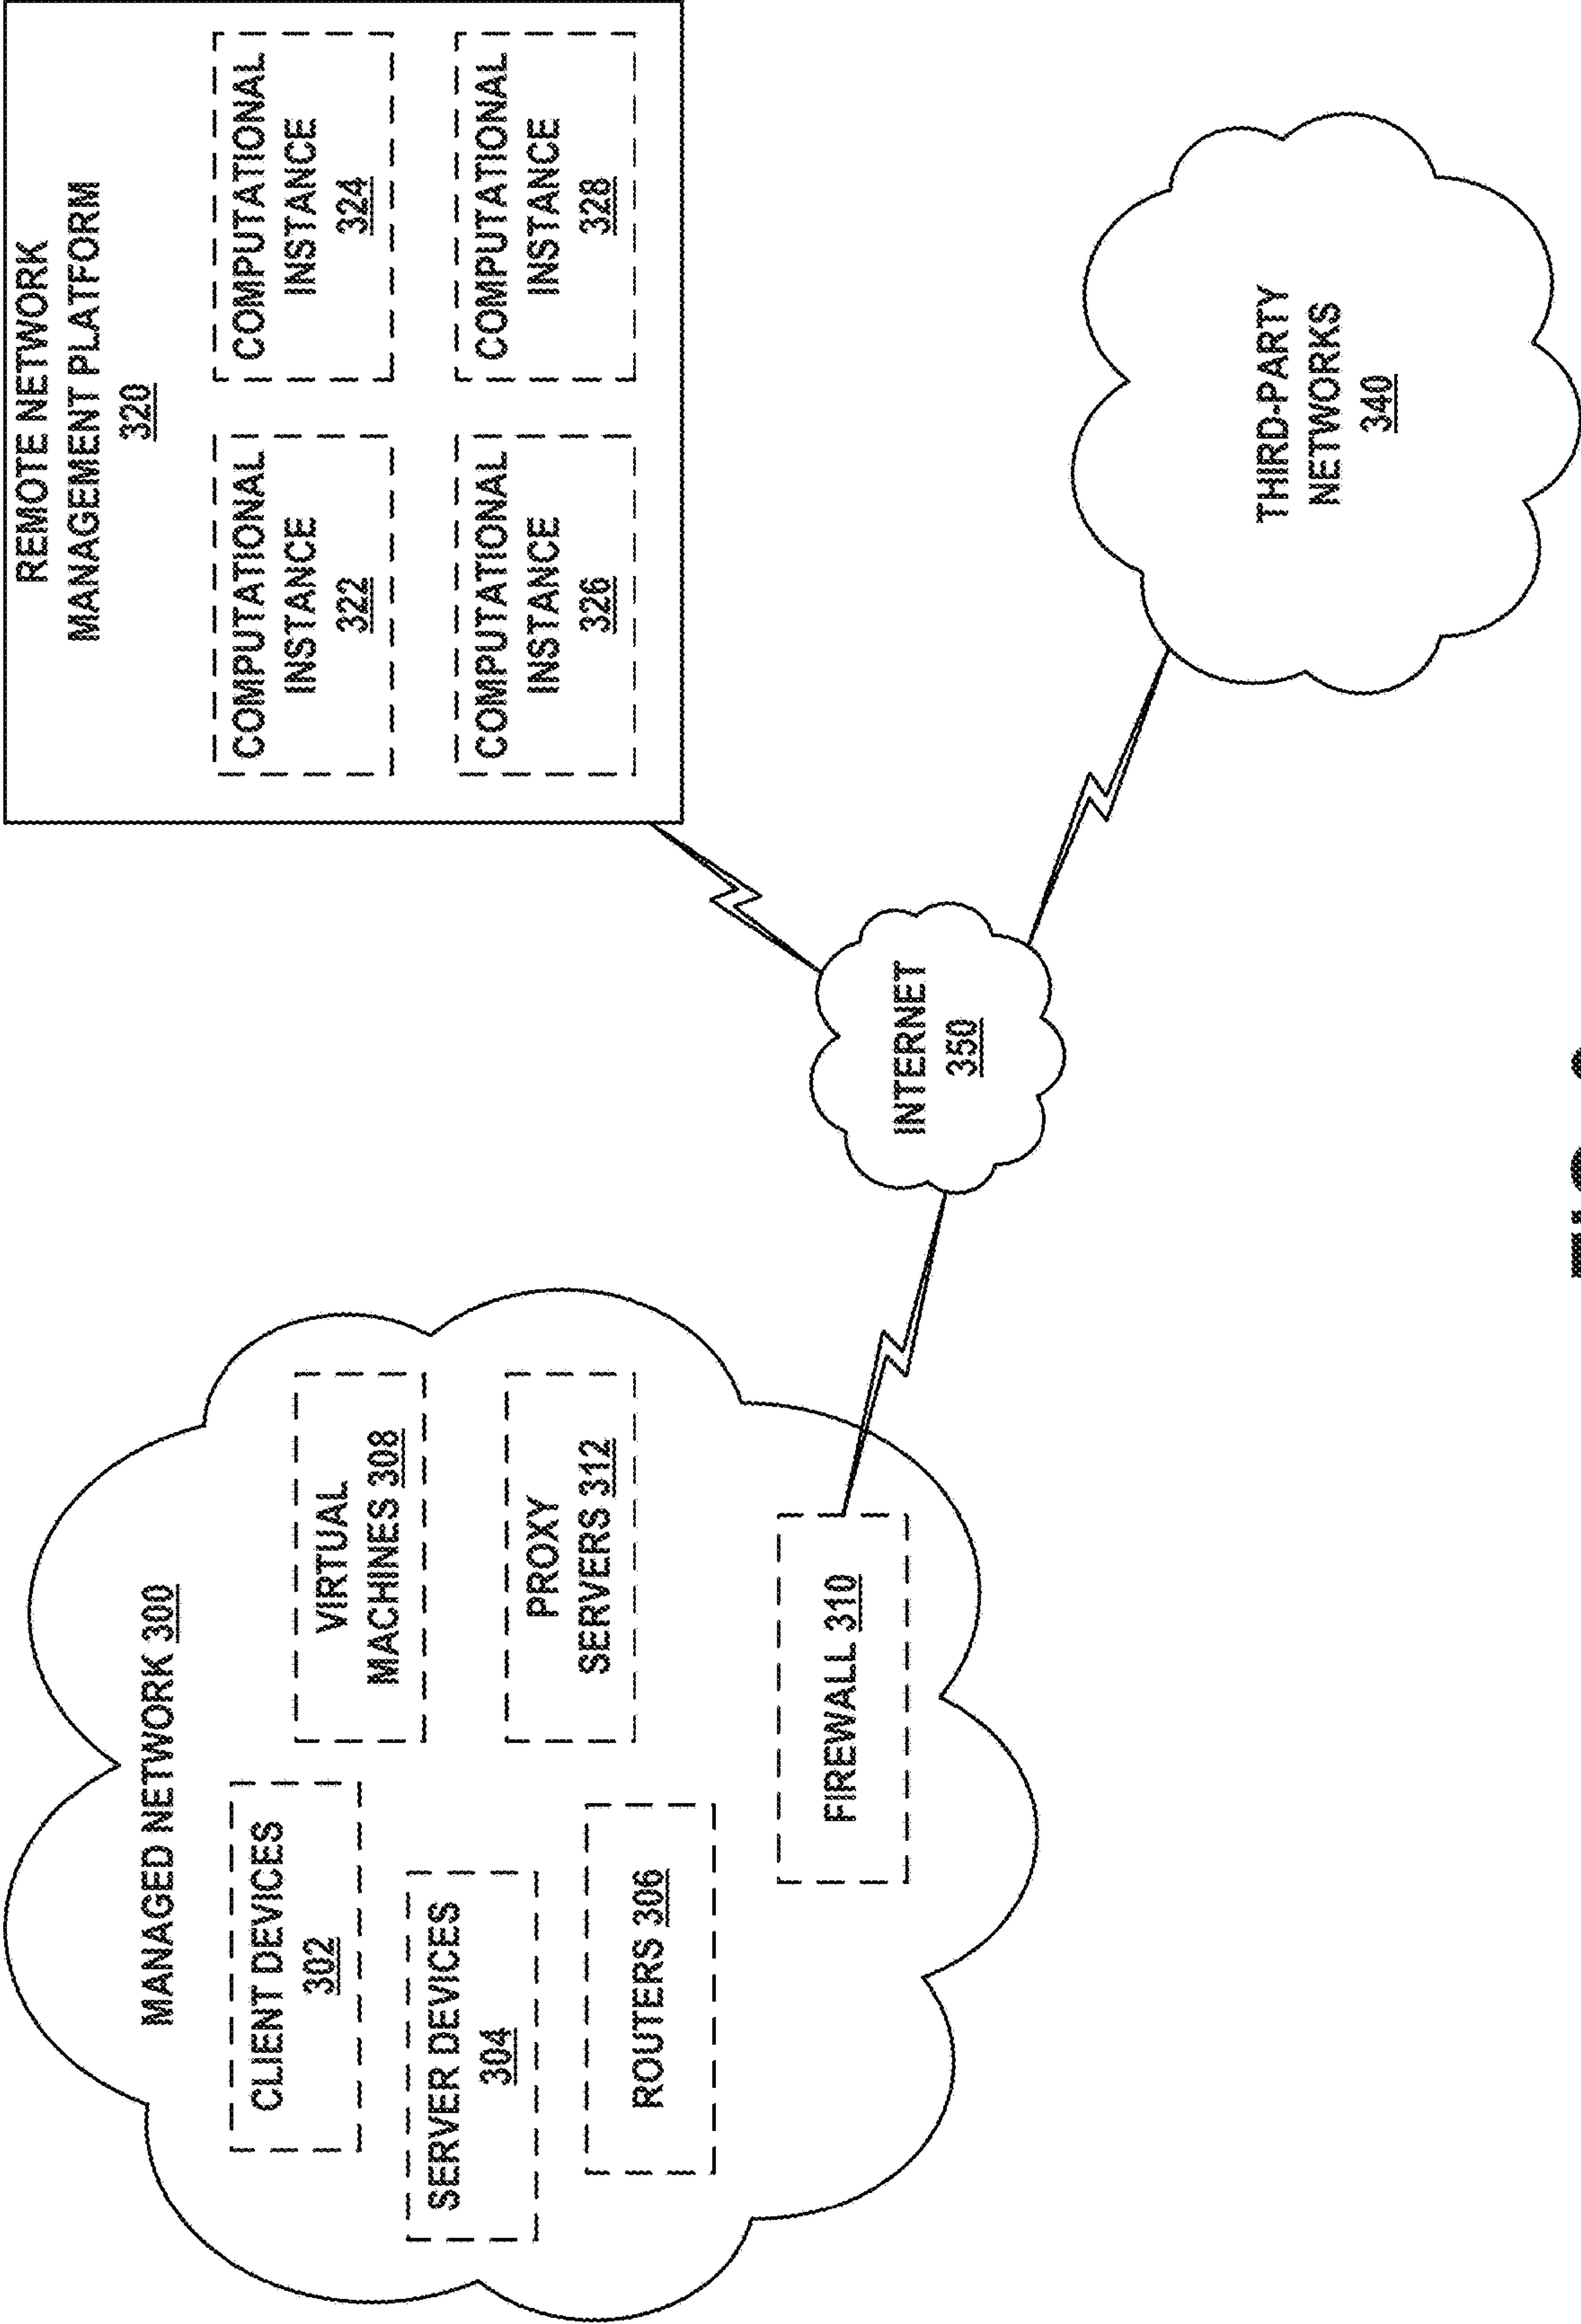 MANAGED NETWORK 300
CLIENT DEVICES
302
VIRTUAL
MACHINES 308
SERVER DEVICES
304
PROXY
SERVERS 312
ROUTERS 306
FIREWALL 310
INTERNET
350
REMOTE NETWORK
MANAGEMENT PLATFORM
320
COMPUTATIONAL
INSTANCE
322
COMPUTATIONAL
INSTANCE
324
COMPUTATIONAL
INSTANCE
326
COMPUTATIONAL
INSTANCE
328
THIRD-PARTY
NETWORKS
340